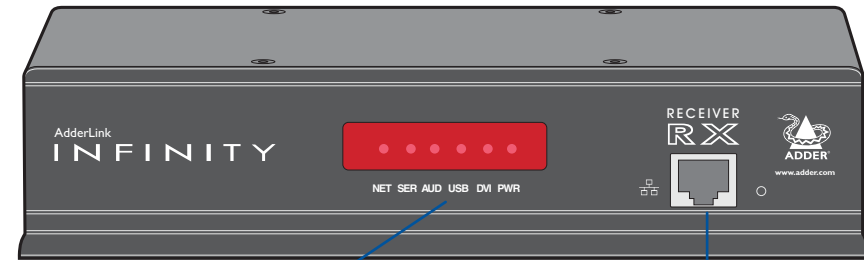 AdderLink
INFINITY
NET SER AUD USB DVI PWR
RECEIVER
RX
ADDER®
www.adder.com